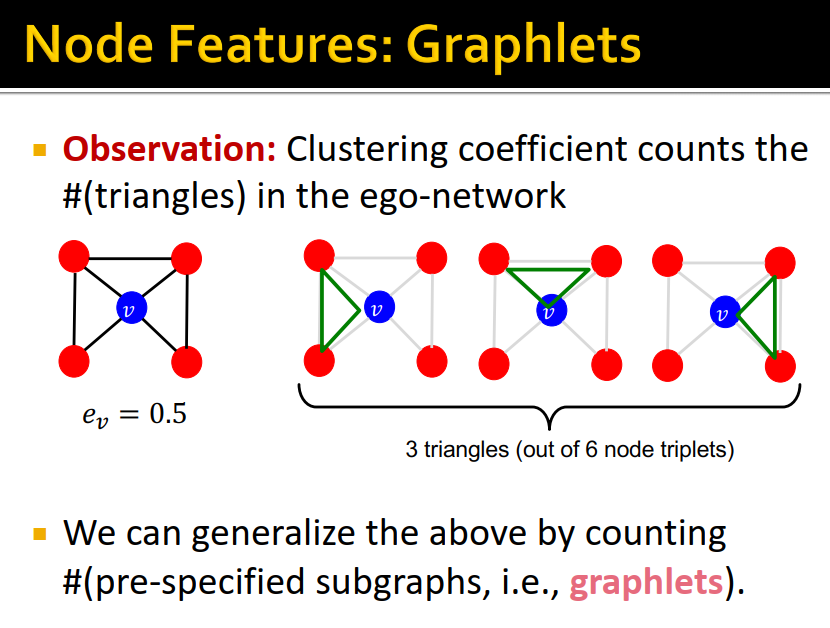 Node Features: Graphlets
Observation: Clustering coefficient counts the
#(triangles) in the ego-network
v
v
v
v
e_v = 0.5
3 triangles (out of 6 node triplets)
We can generalize the above by counting
#(pre-specified subgraphs, i.e., graphlets).